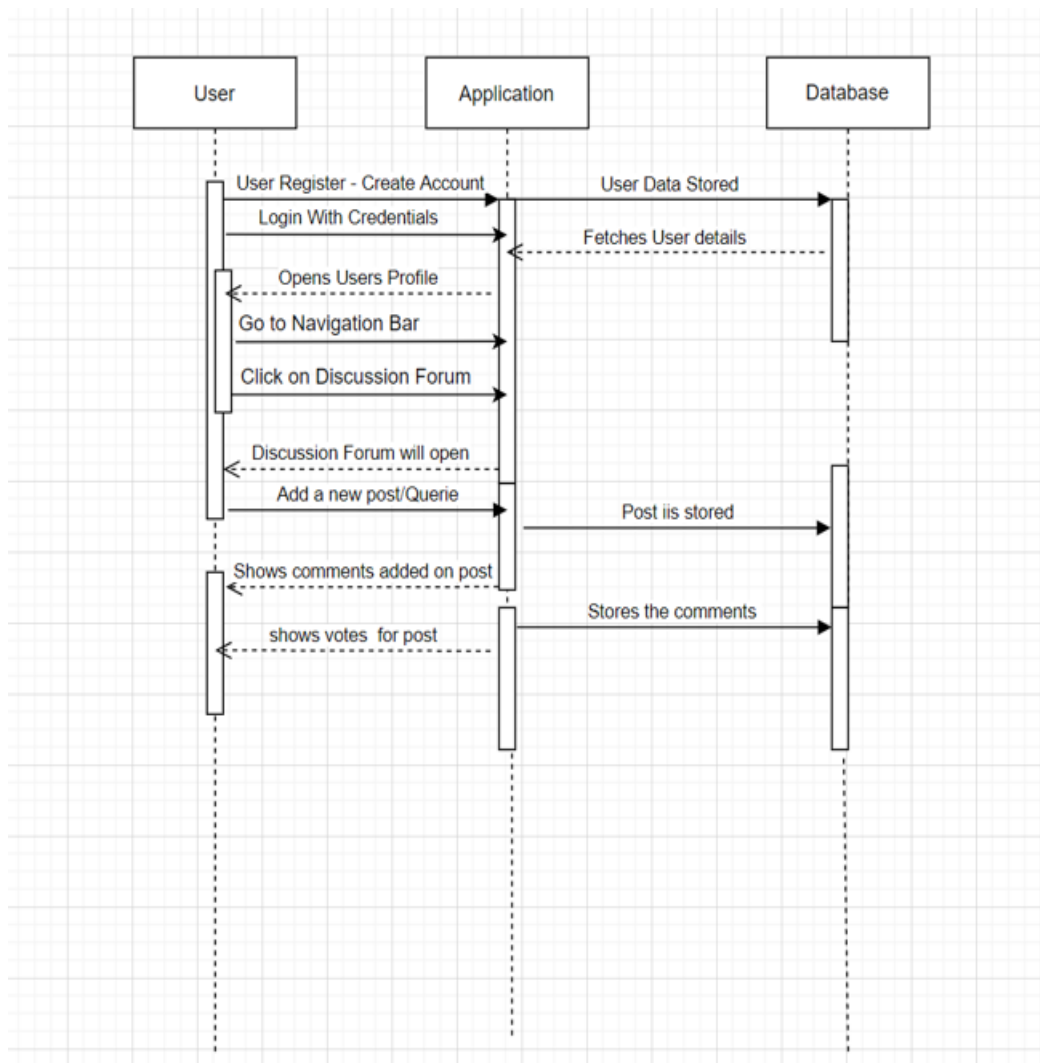 User
Application
Database
User Register - Create Account
User Data Stored
Login With Credentials
Fetches User details
Opens Users Profile
Go to Navigation Bar
Click on Discussion Forum
Discussion Forum will open
Add a new post/Querie
Post iis stored
Shows comments added on post
Stores the comments
shows votes for post